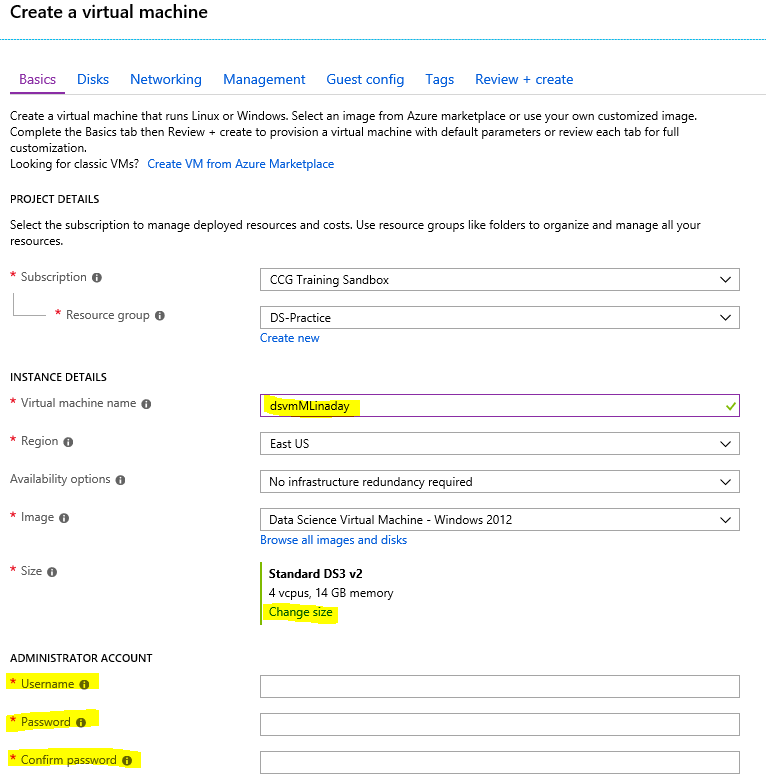 Create a virtual machine
Basics Disks Networking Management Guest config Tags Review + create
Create a virtual machine that runs Linux or Windows. Select an image from Azure marketplace or use your own customized image.
Complete the Basics tab then Review + create to provision a virtual machine with default parameters or review each tab for full
customization.
Looking for classic VMs? Create VM from Azure Marketplace
PROJECT DETAILS
Select the subscription to manage deployed resources and costs. Use resource groups like folders to organize and manage all your
resources.
* Subscription CCG Training Sandbox
* Resource group DS-Practice
Create new
INSTANCE DETAILS
* Virtual machine name dsvmMLinaday
* Region East US
Availability options No infrastructure redundancy required
* Image Data Science Virtual Machine - Windows 2012
Browse all images and disks
* Size Standard DS3 v2
4 vcpus, 14 GB memory
Change size
ADMINISTRATOR ACCOUNT
* Username
* Password
* Confirm password